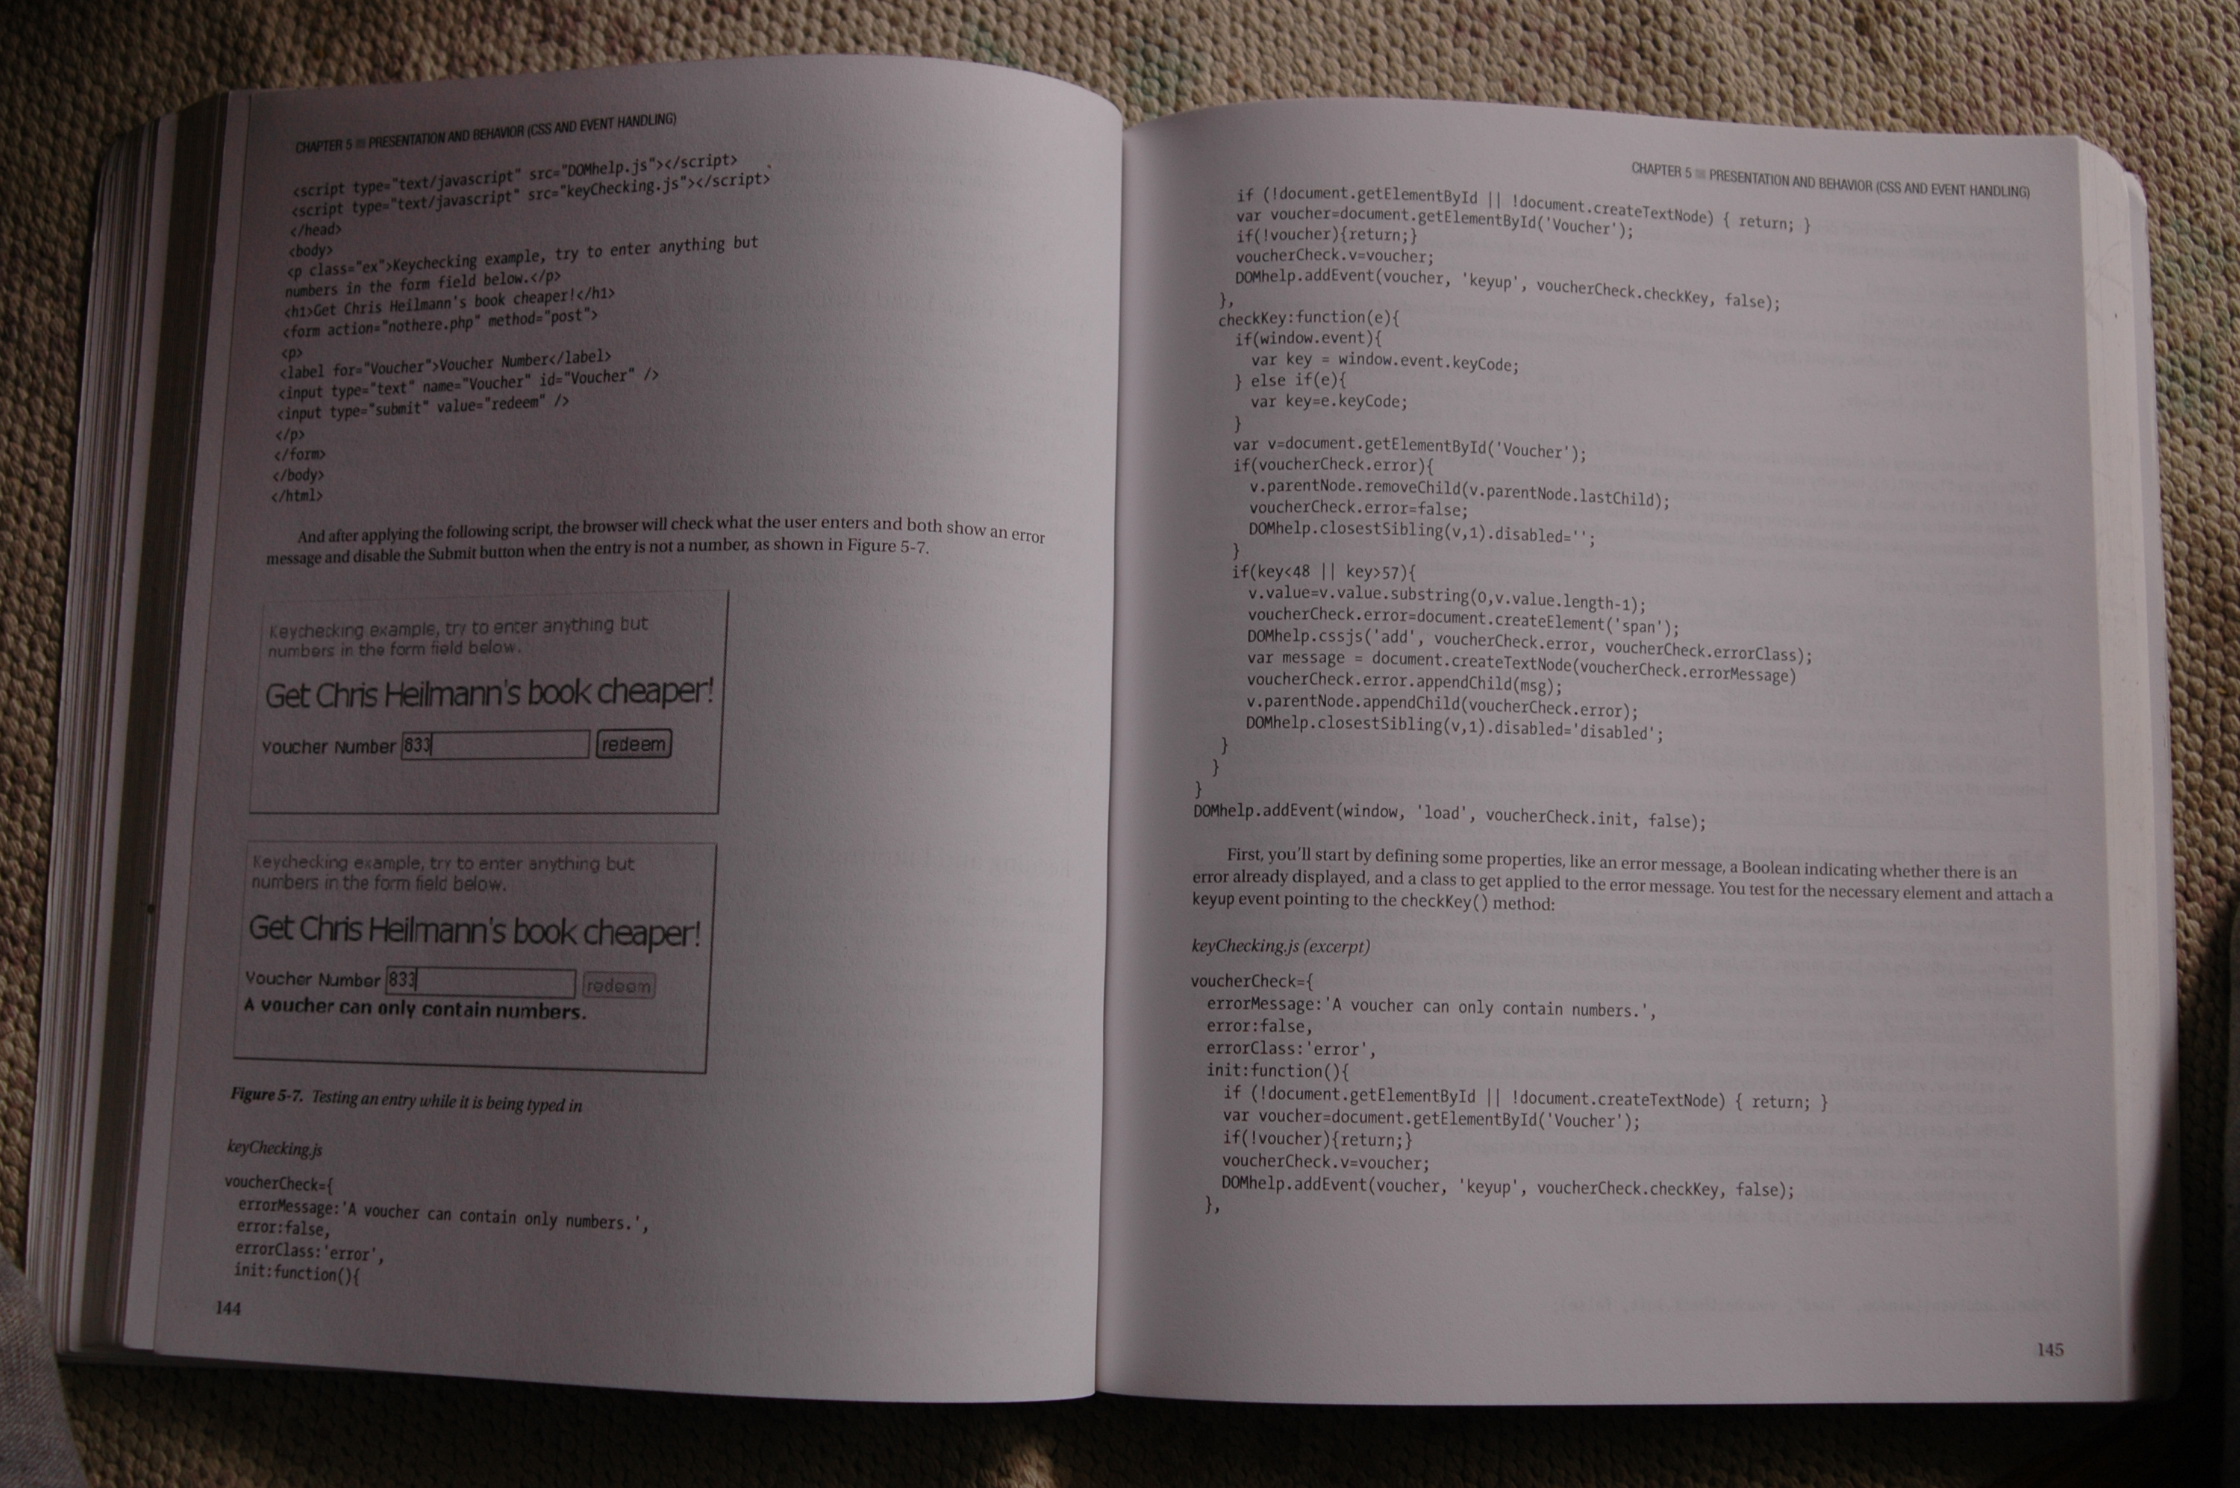 CHAPTER 5 ■ PRESENTATION AND BEHAVIOR (CSS AND EVENT HANDLING)
<script type="text/javascript" src="DOMhelp.js"></script>
<script type="text/javascript" src="keyChecking.js"></script>
</head>
<body>
<p class="ex">Keychecking example, try to enter anything but
numbers in the form field below.</p>
<h1>Get Chris Heilmann's book cheaper!</h1>
<form action="nothere.php" method="post">
<p>
<label for="Voucher">Voucher Number</label>
<input type="text" name="Voucher" id="Voucher" />
<input type="submit" value="redeem" />
</p>
</form>
</body>
</html>
And after applying the following script, the browser will check what the user enters and both show an error
message and disable the Submit button when the entry is not a number, as shown in Figure 5-7.
Keychecking example, try to enter anything but
numbers in the form field below.
Get Chris Heilmann's book cheaper!
Voucher Number 833 redeem
Keychecking example, try to enter anything but
numbers in the form field below.
Get Chris Heilmann's book cheaper!
Voucher Number 833 redeem
A voucher can only contain numbers.
Figure 5-7. Testing an entry while it is being typed in
keyChecking.js
voucherCheck={
errorMessage:'A voucher can contain only numbers.',
error:false,
errorClass:'error',
init:function(){
144
CHAPTER 5 ■ PRESENTATION AND BEHAVIOR (CSS AND EVENT HANDLING)
if (!document.getElementById || !document.createTextNode) { return; }
var voucher=document.getElementById('Voucher');
if(!voucher){return;}
voucherCheck.v=voucher;
DOMhelp.addEvent(voucher, 'keyup', voucherCheck.checkKey, false);
},
checkKey:function(e){
if(window.event){
var key = window.event.keyCode;
} else if(e){
var key=e.keyCode;
}
var v=document.getElementById('Voucher');
if(voucherCheck.error){
v.parentNode.removeChild(v.parentNode.lastChild);
voucherCheck.error=false;
DOMhelp.closestSibling(v,1).disabled='';
}
if(key<48 || key>57){
v.value=v.value.substring(0,v.value.length-1);
voucherCheck.error=document.createElement('span');
DOMhelp.cssjs('add', voucherCheck.error, voucherCheck.errorClass);
var message = document.createTextNode(voucherCheck.errorMessage)
voucherCheck.error.appendChild(msg);
v.parentNode.appendChild(voucherCheck.error);
DOMhelp.closestSibling(v,1).disabled='disabled';
}
}
}
DOMhelp.addEvent(window, 'load', voucherCheck.init, false);
First, you'll start by defining some properties, like an error message, a Boolean indicating whether there is an
error already displayed, and a class to get applied to the error message. You test for the necessary element and attach a
keyup event pointing to the checkKey() method:
keyChecking.js (excerpt)
voucherCheck={
errorMessage:'A voucher can only contain numbers.',
error:false,
errorClass:'error',
init:function(){
if (!document.getElementById || !document.createTextNode) { return; }
var voucher=document.getElementById('Voucher');
if(!voucher){return;}
voucherCheck.v=voucher;
DOMhelp.addEvent(voucher, 'keyup', voucherCheck.checkKey, false);
},
145